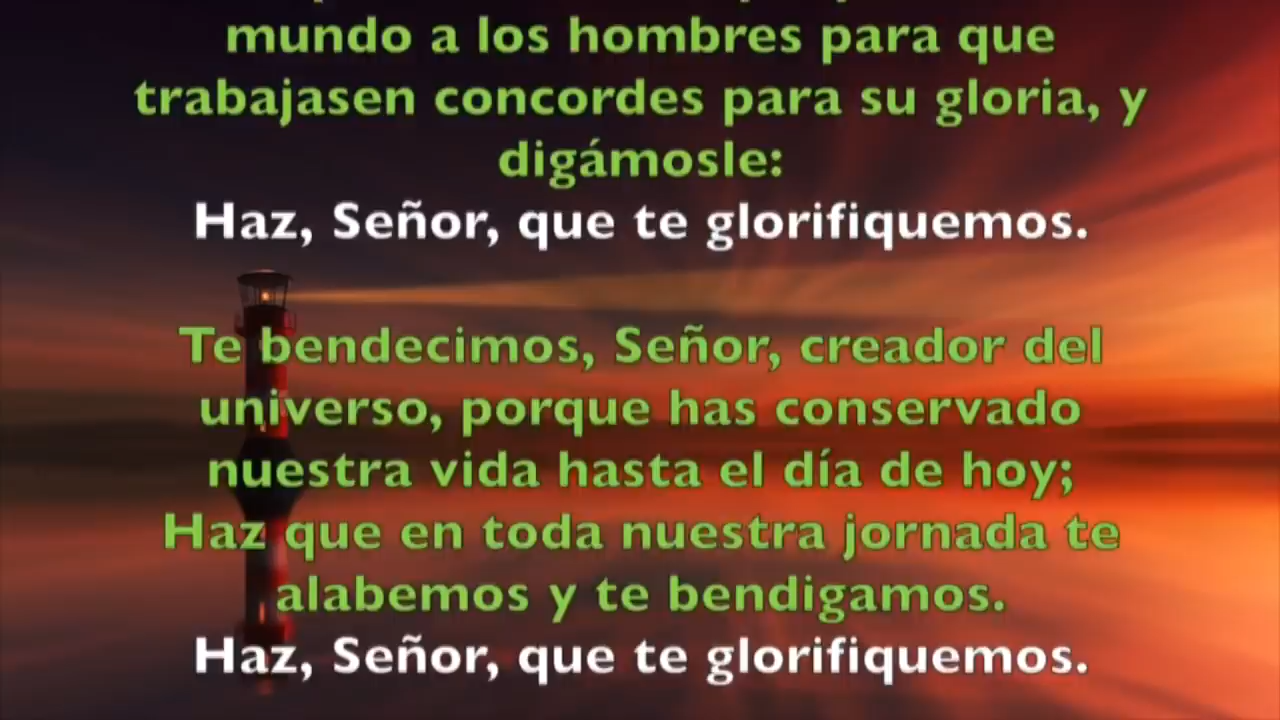 mundo a los hombres para que
trabajasen concordes para su gloria, y
digámosle:
Haz, Señor, que te glorifiquemos.
Te bendecimos, Señor, creador del
universo, porque has conservado
nuestra vida hasta el día de hoy;
Haz que en toda nuestra jornada te
alabemos y te bendigamos.
Haz, Señor, que te glorifiquemos.